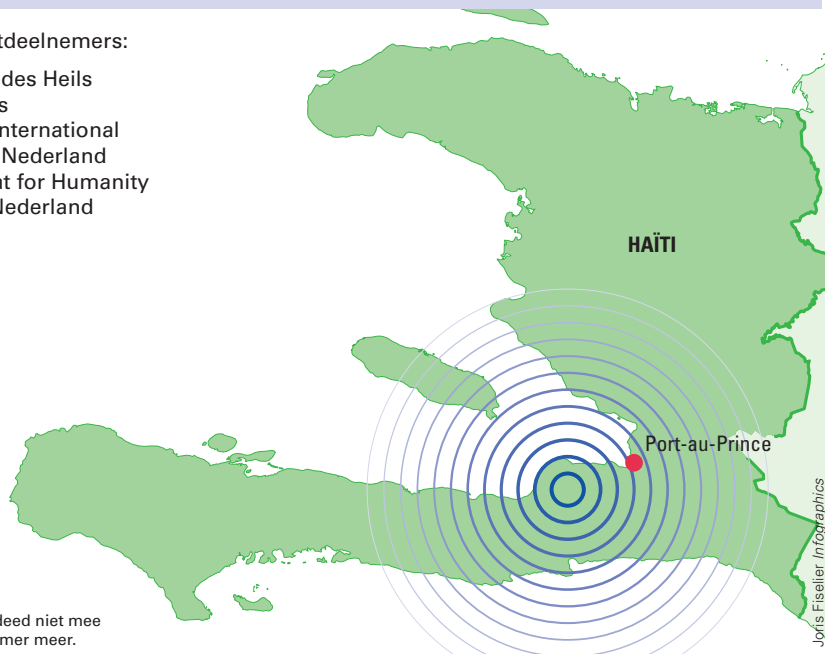 tdeelnemers:
des Heils
s
nternational
Nederland
t for Humanity
Nederland
HAÏTI
Port-au-Prince
deed niet mee
mer meer.
Joris Fiselier Infographics